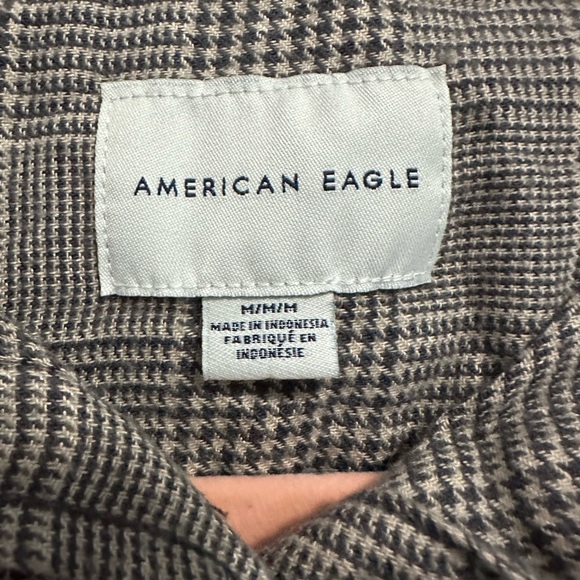 AMERICAN EAGLE
M/M/M
MADE IN INDONESIA
FABRIQUÉ EN
INDONÉSIE